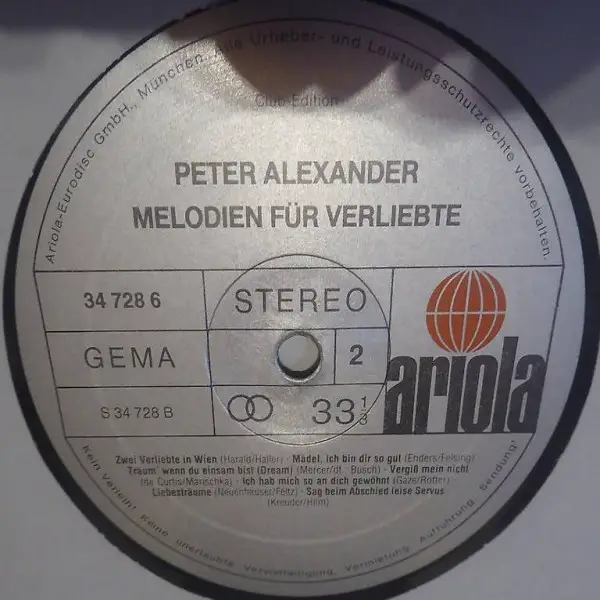 Ariola-Eurodisc GmbH., München. Alle Urheber- und Leistungsschutzrechte vorbehalten.
Club-Edition
PETER ALEXANDER
MELODIEN FÜR VERLIEBTE
34 728 6
STEREO
GEMA
2
ariola
S 34 728 B
33 1/3
Zwei Verliebte in Wien (Harald/Haller) · Mädel, ich bin dir so gut (Enders/Felsing)
Träum' wenn du einsam bist (Dream) (Mercer/dt. Busch) · Vergiß mein nicht
(de Curtis/Marischka) · Ich hab mich so an dich gewöhnt (Gaze/Rotter)
Liebesträume (Neuenhauser/Feltz) · Sag beim Abschied leise Servus
(Kreuder/Hilm)
Kein Verleih! Keine unerlaubte Vervielfältigung, Vermietung, Aufführung, Sendung!